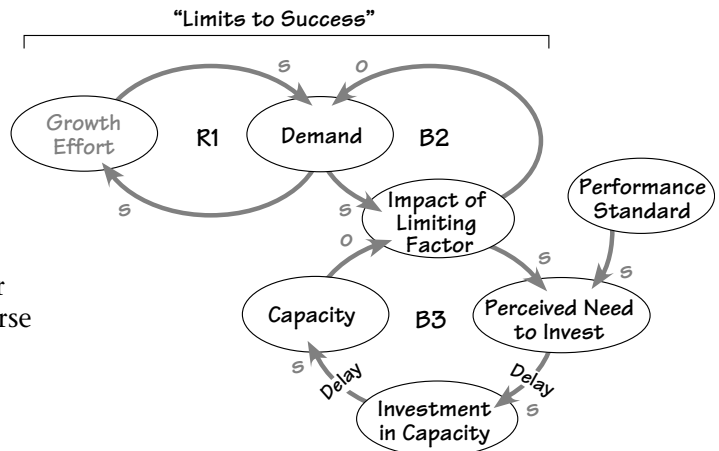 “Limits to Success”
S
O
Growth
Effort
R1
Demand
B2
S
S
Impact of
Limiting
Factor
Performance
Standard
O
S
S
r
rse
Capacity
B3
Perceived Need
to Invest
S
Delay
Delay
S
Investment
in Capacity